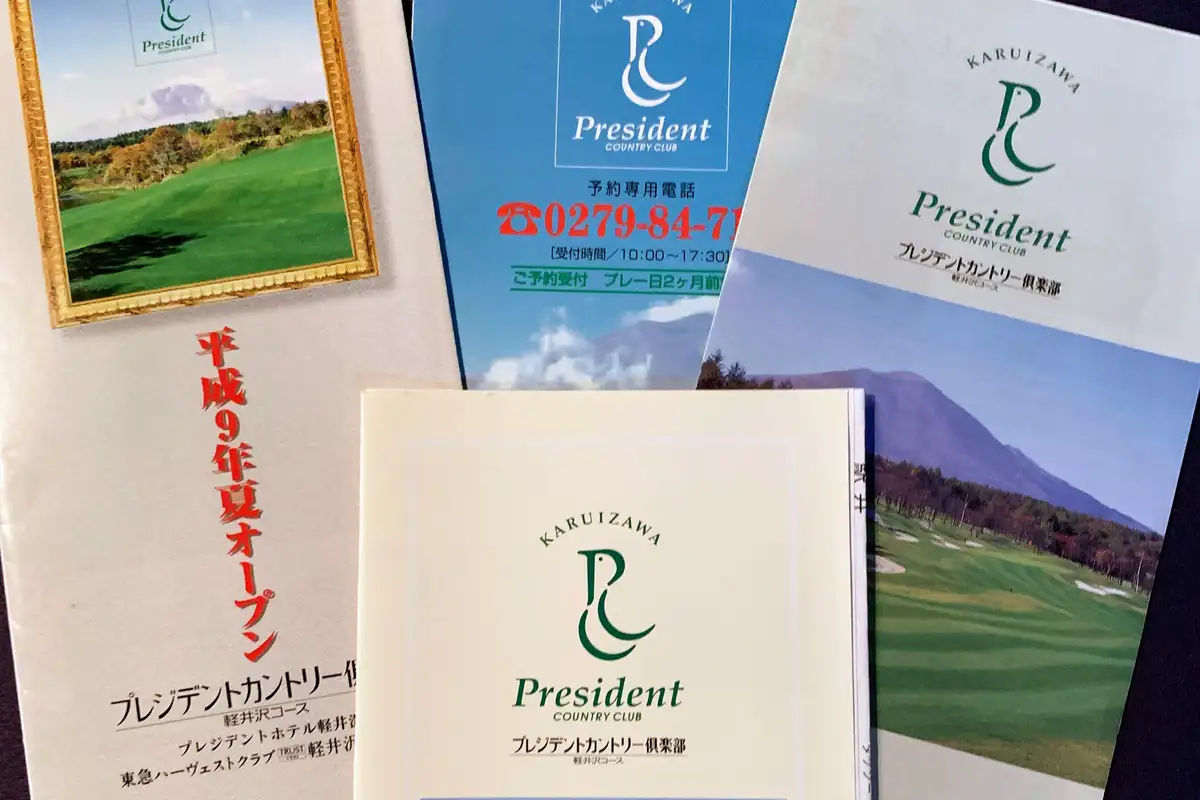 President
COUNTRY CLUB
平成9年夏オープン
プレジデントカントリー倶
軽井沢コース
プレジデントホテル軽井沢
東急ハーヴェストクラブ TRUST 軽井沢
KARUIZAWA
President
COUNTRY CLUB
予約専用電話
☎0279-84-71
[受付時間/10:00~17:30]
ご予約受付 プレー日2ヶ月前
KARUIZAWA
President
COUNTRY CLUB
プレジデントカントリー倶楽部
軽井沢コース
KARUIZAWA
President
COUNTRY CLUB
プレジデントカントリー倶楽部
軽井沢コース